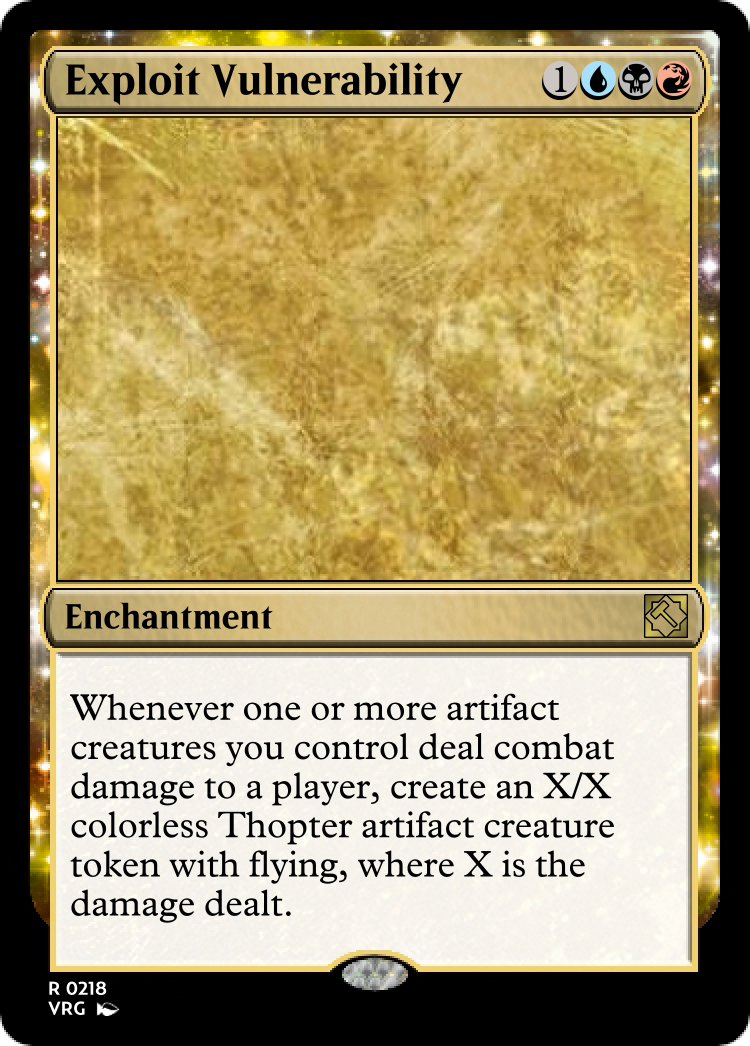 Exploit Vulnerability 1
Enchantment
Whenever one or more artifact
creatures you control deal combat
damage to a player, create an X/X
colorless Thopter artifact creature
token with flying, where X is the
damage dealt.
R 0218
VRG